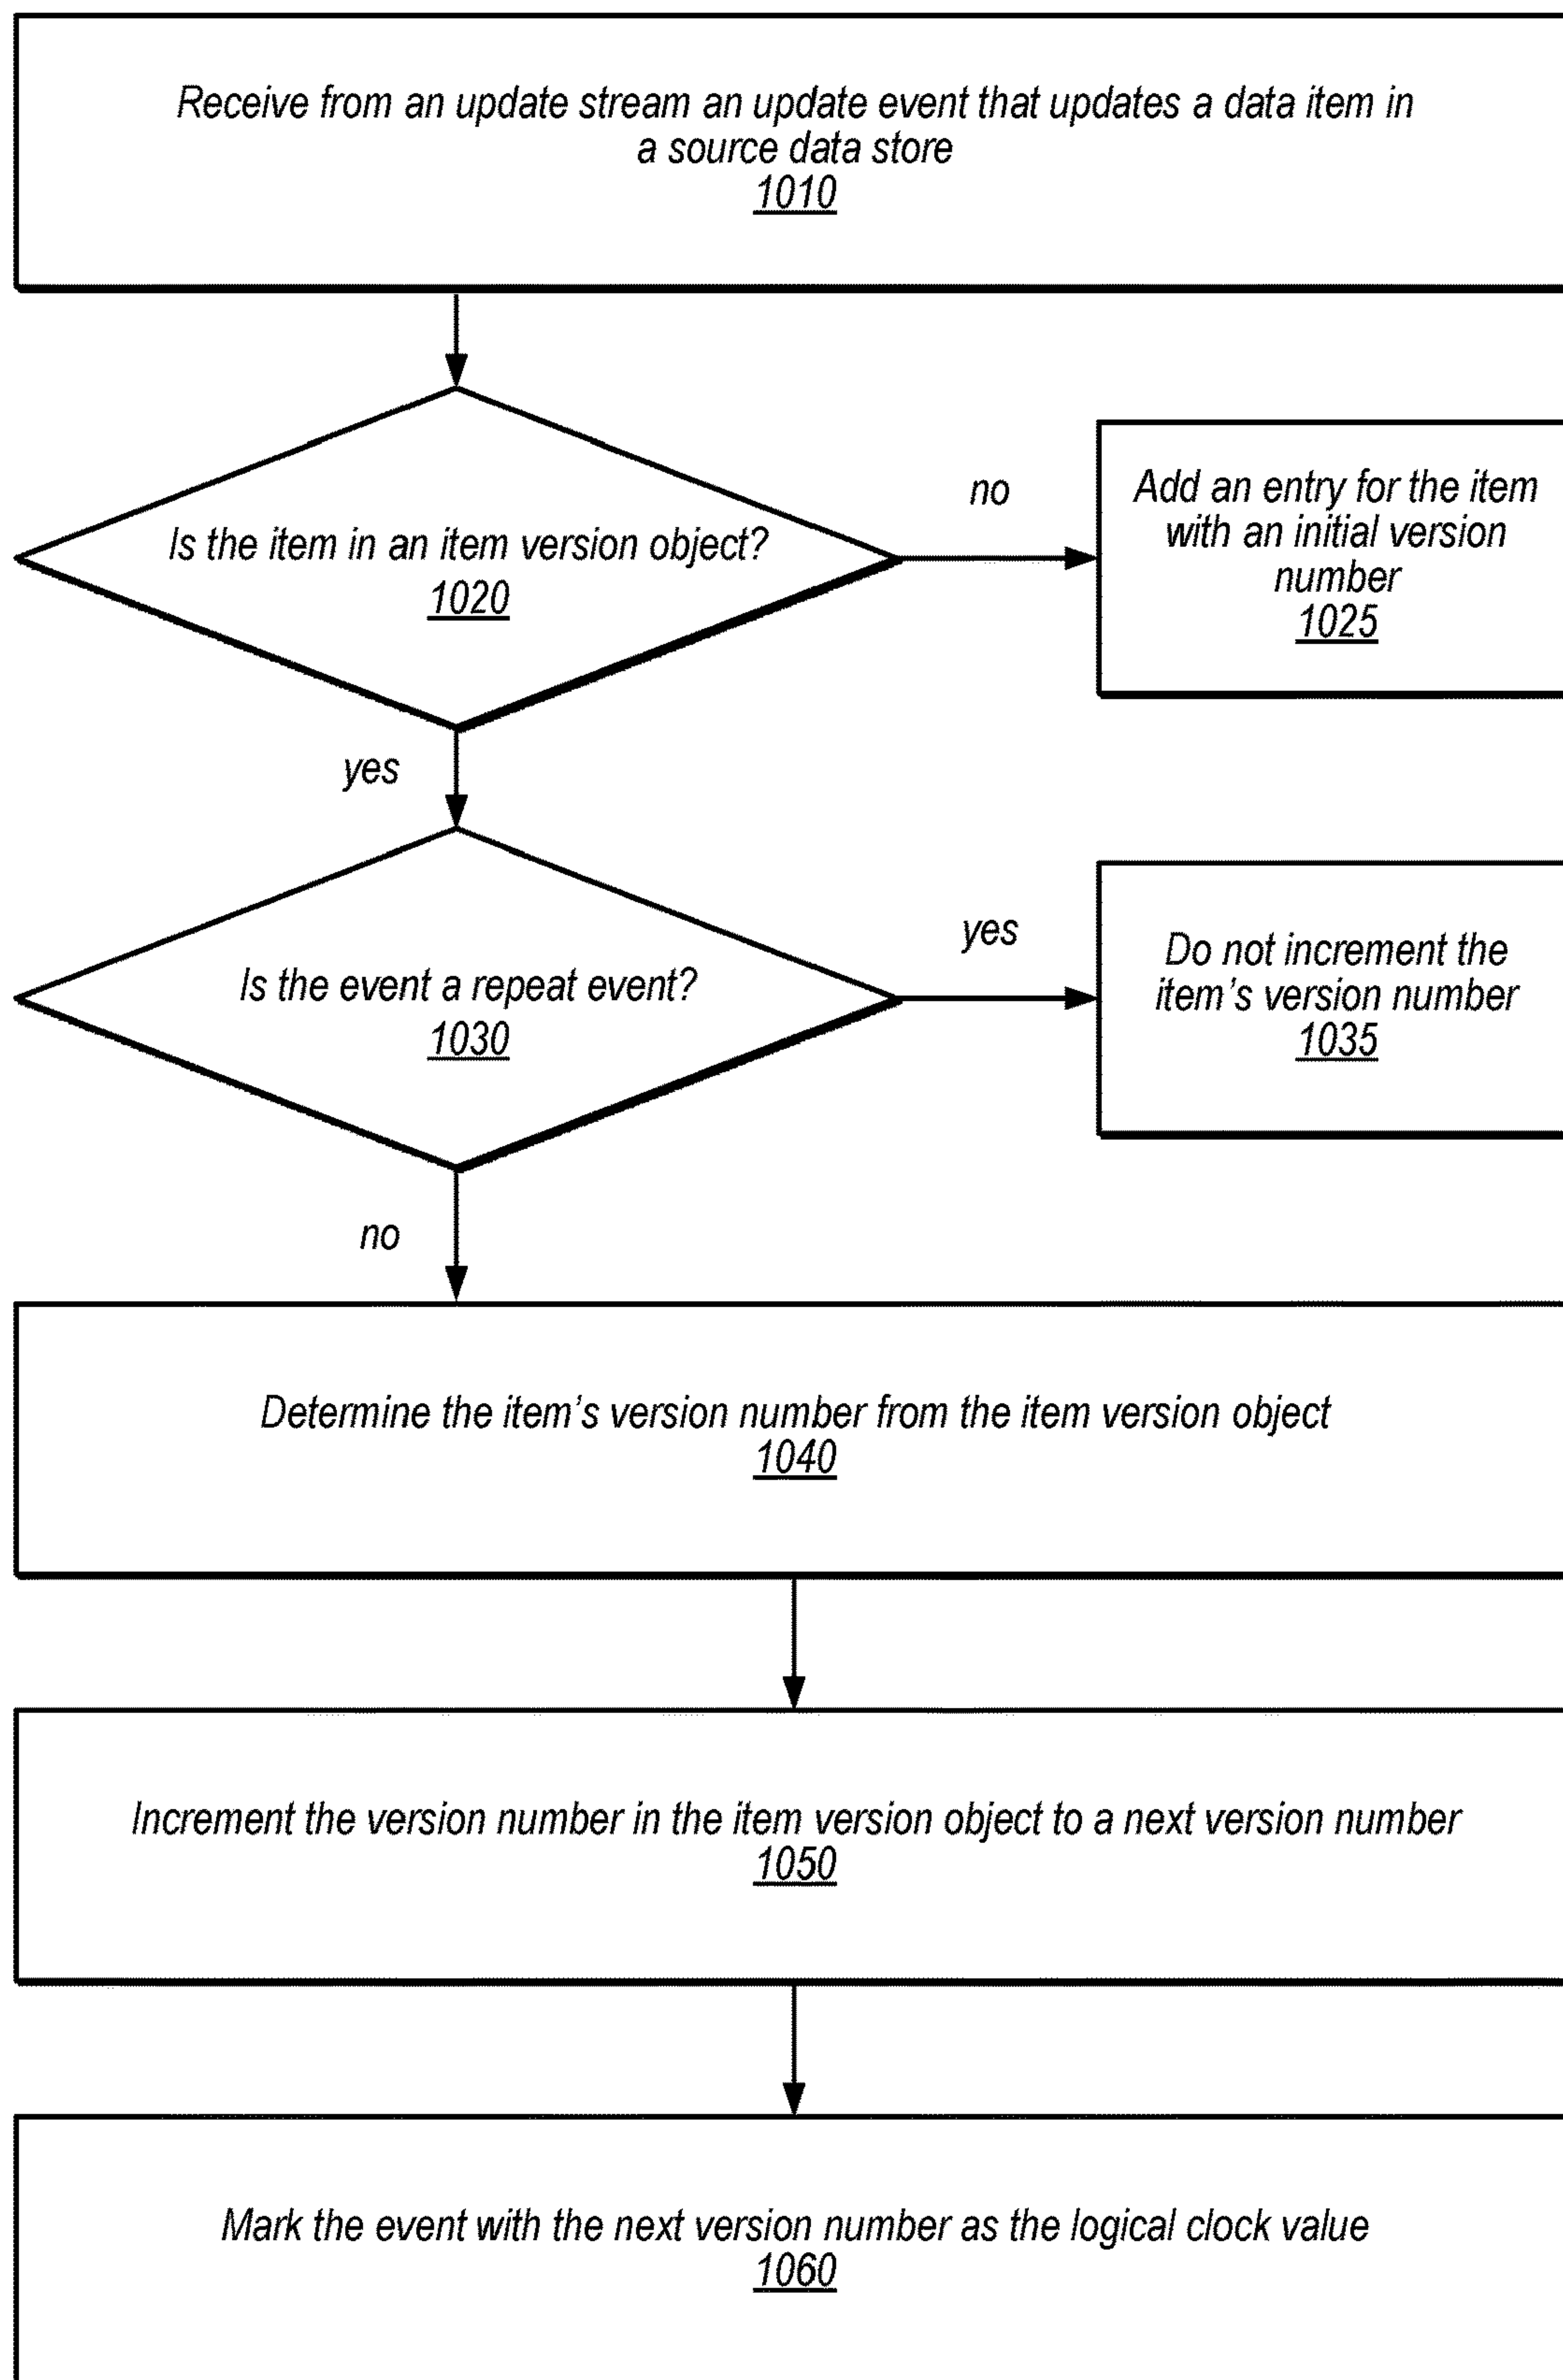 Receive from an update stream an update event that updates a data item in
a source data store
1010
no
Add an entry for the item
with an initial version
number
1025
Is the item in an item version object?
1020
yes
yes
Do not increment the
item's version number
1035
Is the event a repeat event?
1030
no
Determine the item's version number from the item version object
1040
Increment the version number in the item version object to a next version number
1050
Mark the event with the next version number as the logical clock value
1060